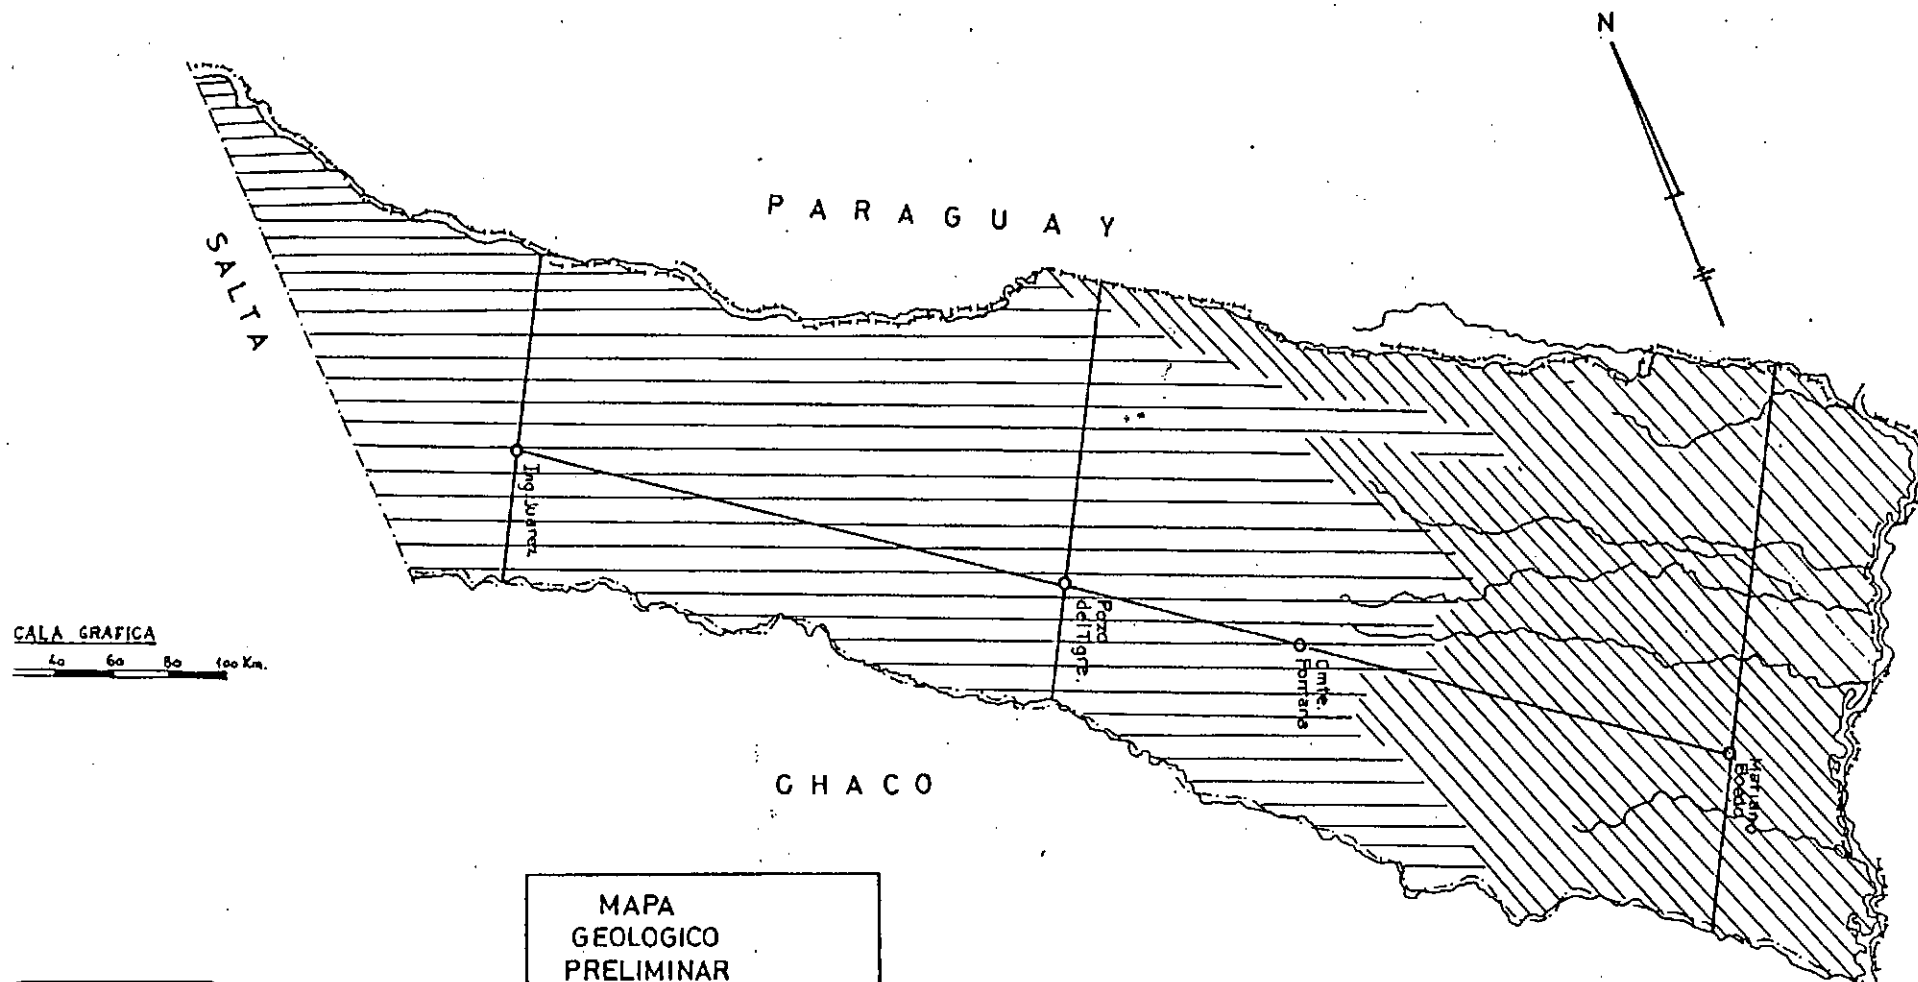 N
PARAGUAY
SALTA
Ing. Juarez
Pozo
del Tigre.
Cmte.
Fontana
Mariano
Boedo
CALA GRAFICA
40 60 80 100 Km.
CHACO
MAPA
GEOLOGICO
PRELIMINAR